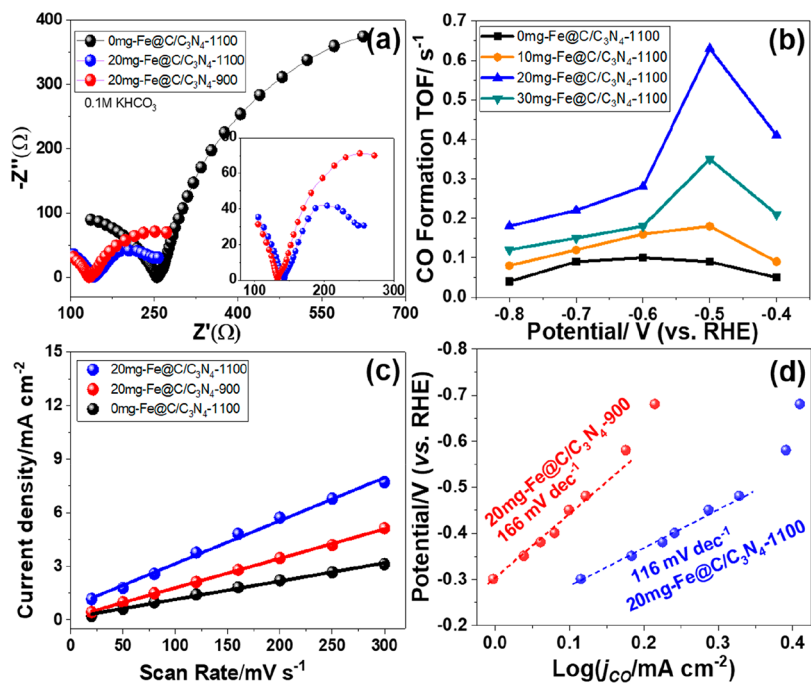 (a)
0mg-Fe@C/C₃N₄-1100
20mg-Fe@C/C₃N₄-1100
20mg-Fe@C/C₃N₄-900
0.1M KHCO₃
400
300
200
100
0
-Z''(Ω)
100 200 300 400 500 600 700
Z'(Ω)
80
60
40
20
0
100 200 300
(b)
0mg-Fe@C/C₃N₄-1100
10mg-Fe@C/C₃N₄-1100
20mg-Fe@C/C₃N₄-1100
30mg-Fe@C/C₃N₄-1100
0.7
0.6
0.5
0.4
0.3
0.2
0.1
0.0
CO Formation TOF/ s⁻¹
-0.8 -0.7 -0.6 -0.5 -0.4
Potential/ V (vs. RHE)
(c)
20mg-Fe@C/C₃N₄-1100
20mg-Fe@C/C₃N₄-900
0mg-Fe@C/C₃N₄-1100
15
12
9
6
3
0
Current density/mA cm⁻²
0 50 100 150 200 250 300
Scan Rate/mV s⁻¹
(d)
20mg-Fe@C/C₃N₄-900
166 mV dec⁻¹
116 mV dec⁻¹
20mg-Fe@C/C₃N₄-1100
-0.8
-0.7
-0.6
-0.5
-0.4
-0.3
-0.2
Potential/V (vs. RHE)
0.0 0.1 0.2 0.3 0.4
Log(j_CO/mA cm⁻²)